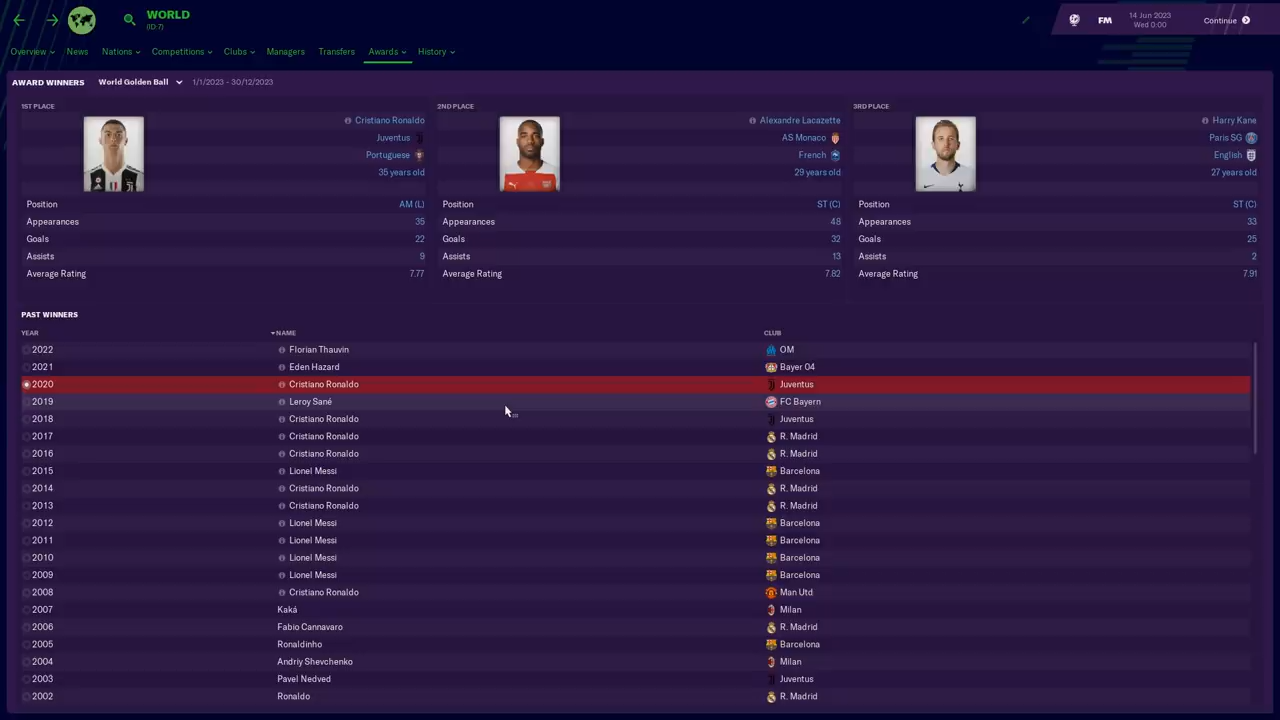 WORLD
(ID:7)
FM
14 Jun 2023
Wed 0:00
Continue
Overview
News
Nations
Competitions
Clubs
Managers
Transfers
Awards
History
AWARD WINNERS World Golden Ball 1/1/2023 - 30/12/2023
1ST PLACE
Cristiano Ronaldo
Juventus
Portuguese
35 years old
Position AM (L)
Appearances 35
Goals 22
Assists 9
Average Rating 7.77
2ND PLACE
Alexandre Lacazette
AS Monaco
French
29 years old
Position ST (C)
Appearances 48
Goals 32
Assists 13
Average Rating 7.82
3RD PLACE
Harry Kane
Paris SG
English
27 years old
Position ST (C)
Appearances 33
Goals 25
Assists 2
Average Rating 7.91
PAST WINNERS
YEAR NAME CLUB
2022 Florian Thauvin OM
2021 Eden Hazard Bayer 04
2020 Cristiano Ronaldo Juventus
2019 Leroy Sané FC Bayern
2018 Cristiano Ronaldo Juventus
2017 Cristiano Ronaldo R. Madrid
2016 Cristiano Ronaldo R. Madrid
2015 Lionel Messi Barcelona
2014 Cristiano Ronaldo R. Madrid
2013 Cristiano Ronaldo R. Madrid
2012 Lionel Messi Barcelona
2011 Lionel Messi Barcelona
2010 Lionel Messi Barcelona
2009 Lionel Messi Barcelona
2008 Cristiano Ronaldo Man Utd
2007 Kaká Milan
2006 Fabio Cannavaro R. Madrid
2005 Ronaldinho Barcelona
2004 Andriy Shevchenko Milan
2003 Pavel Nedved Juventus
2002 Ronaldo R. Madrid